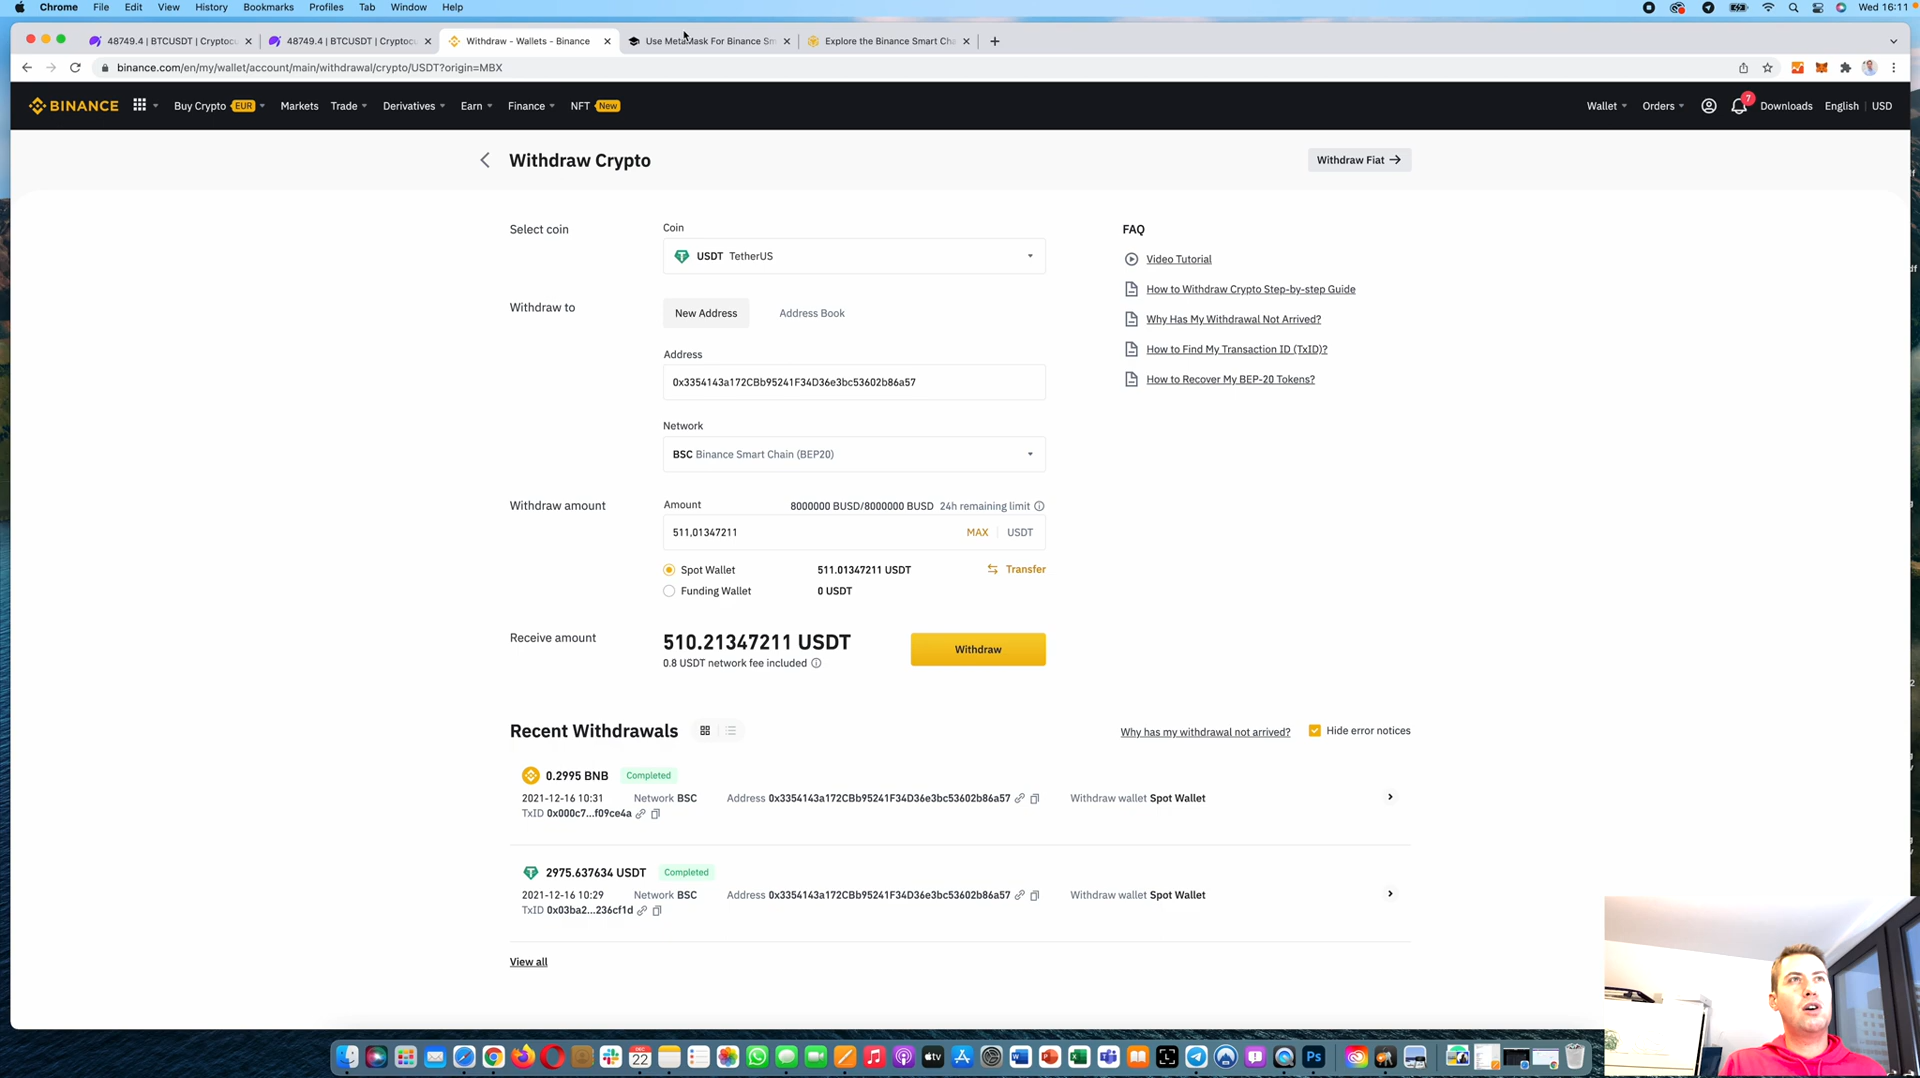 Chrome File Edit View History Bookmarks Profiles Tab Window Help Wed 16:11
48749.4 | BTCUSDT | Cryptocu 48749.4 | BTCUSDT | Cryptocu Withdraw - Wallets - Binance Use MetaMask For Binance Sm Explore the Binance Smart Cha
binance.com/en/my/wallet/account/main/withdrawal/crypto/USDT?origin=MBX
BINANCE Buy Crypto EUR Markets Trade Derivatives Earn Finance NFT New Wallet Orders 7 Downloads English USD
Withdraw Crypto Withdraw Fiat
Select coin Coin FAQ
USDT TetherUS Video Tutorial
How to Withdraw Crypto Step-by-step Guide
Withdraw to New Address Address Book Why Has My Withdrawal Not Arrived?
Address How to Find My Transaction ID (TxID)?
0x3354143a172CBb95241F34D36e3bc53602b86a57 How to Recover My BEP-20 Tokens?
Network
BSC Binance Smart Chain (BEP20)
Withdraw amount Amount 8000000 BUSD/8000000 BUSD 24h remaining limit
511,01347211 MAX USDT
Spot Wallet 511.01347211 USDT Transfer
Funding Wallet 0 USDT
Receive amount 510.21347211 USDT Withdraw
0.8 USDT network fee included
Recent Withdrawals Why has my withdrawal not arrived? Hide error notices
0.2995 BNB Completed
2021-12-16 10:31 Network BSC Address 0x3354143a172CBb95241F34D36e3bc53602b86a57 Withdraw wallet Spot Wallet
TxID 0x000c7...f09ce4a
2975.637634 USDT Completed
2021-12-16 10:29 Network BSC Address 0x3354143a172CBb95241F34D36e3bc53602b86a57 Withdraw wallet Spot Wallet
TxID 0x03ba2...236cf1d
View all
DEC 22 tv Ps